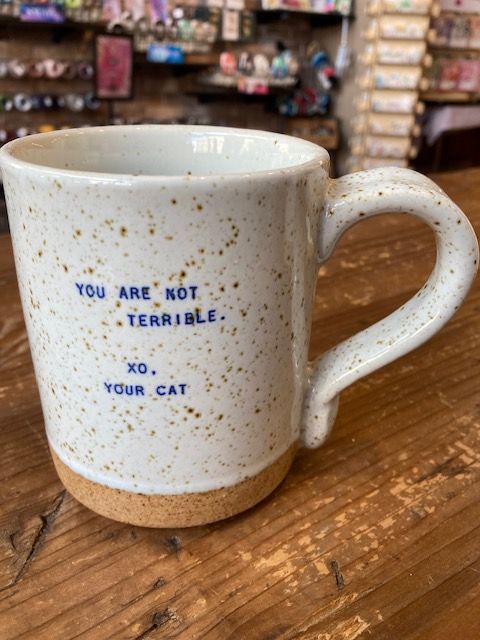 YOU ARE NOT
TERRIBLE.
XO,
YOUR CAT